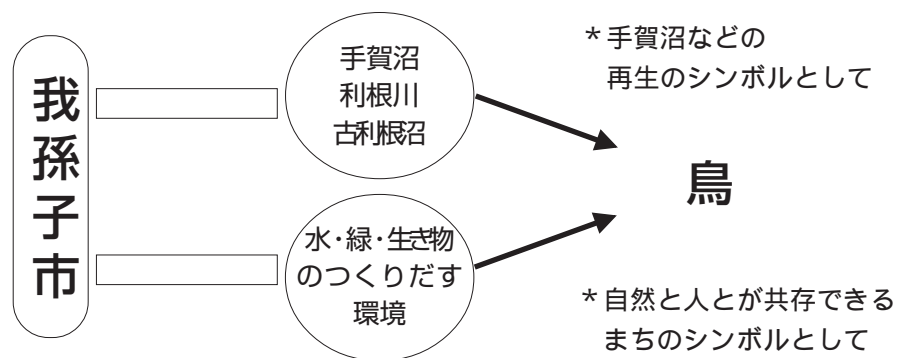 我孫子市
手賀沼
利根川
古利根沼
水・緑・生き物
のつくりだす
環境
＊手賀沼などの
再生のシンボルとして
鳥
＊自然と人とが共存できる
まちのシンボルとして